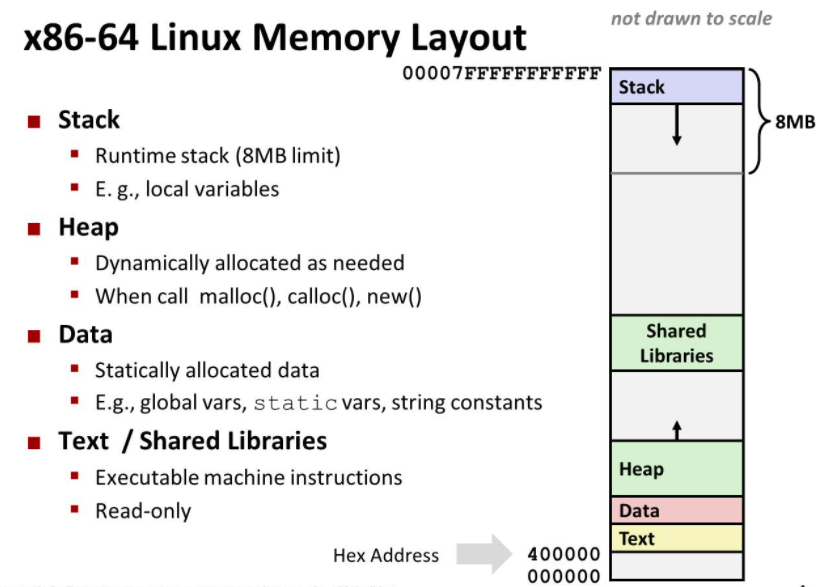 not drawn to scale
x86-64 Linux Memory Layout
00007FFFFFFFFFFF
Stack
8MB
Stack
Runtime stack (8MB limit)
E. g., local variables
Heap
Dynamically allocated as needed
When call malloc(), calloc(), new()
Data
Statically allocated data
E.g., global vars, static vars, string constants
Text / Shared Libraries
Executable machine instructions
Read-only
Shared
Libraries
Heap
Data
Text
Hex Address
400000
000000